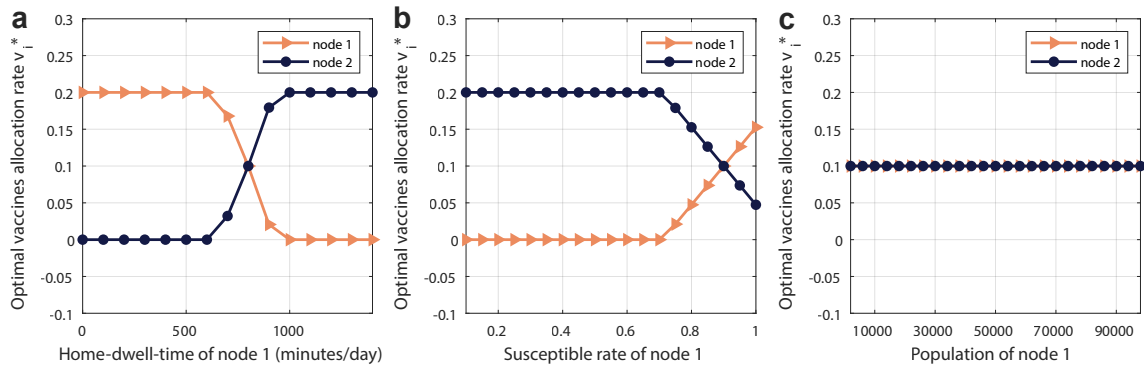 a
Optimal vaccines allocation rate v_i^*
0.3
0.25
0.2
0.15
0.1
0.05
0
-0.05
-0.1
node 1
node 2
0
500
1000
Home-dwell-time of node 1 (minutes/day)
b
Optimal vaccines allocation rate v_i^*
0.3
0.25
0.2
0.15
0.1
0.05
0
-0.05
-0.1
node 1
node 2
0.2
0.4
0.6
0.8
1
Susceptible rate of node 1
c
Optimal vaccines allocation rate v_i^*
0.3
0.25
0.2
0.15
0.1
0.05
0
-0.05
-0.1
node 1
node 2
10000
30000
50000
70000
90000
Population of node 1